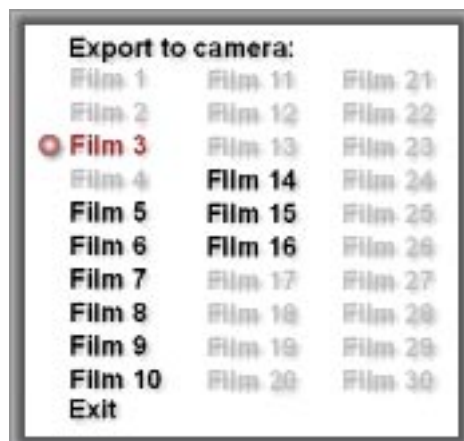 Export to camera:
Film 1 Film 11 Film 21
Film 2 Film 12 Film 22
Film 3 Film 13 Film 23
Film 4 Film 14 Film 24
Film 5 Film 15 Film 25
Film 6 Film 16 Film 26
Film 7 Film 17 Film 27
Film 8 Film 18 Film 28
Film 9 Film 19 Film 29
Film 10 Film 20 Film 30
Exit